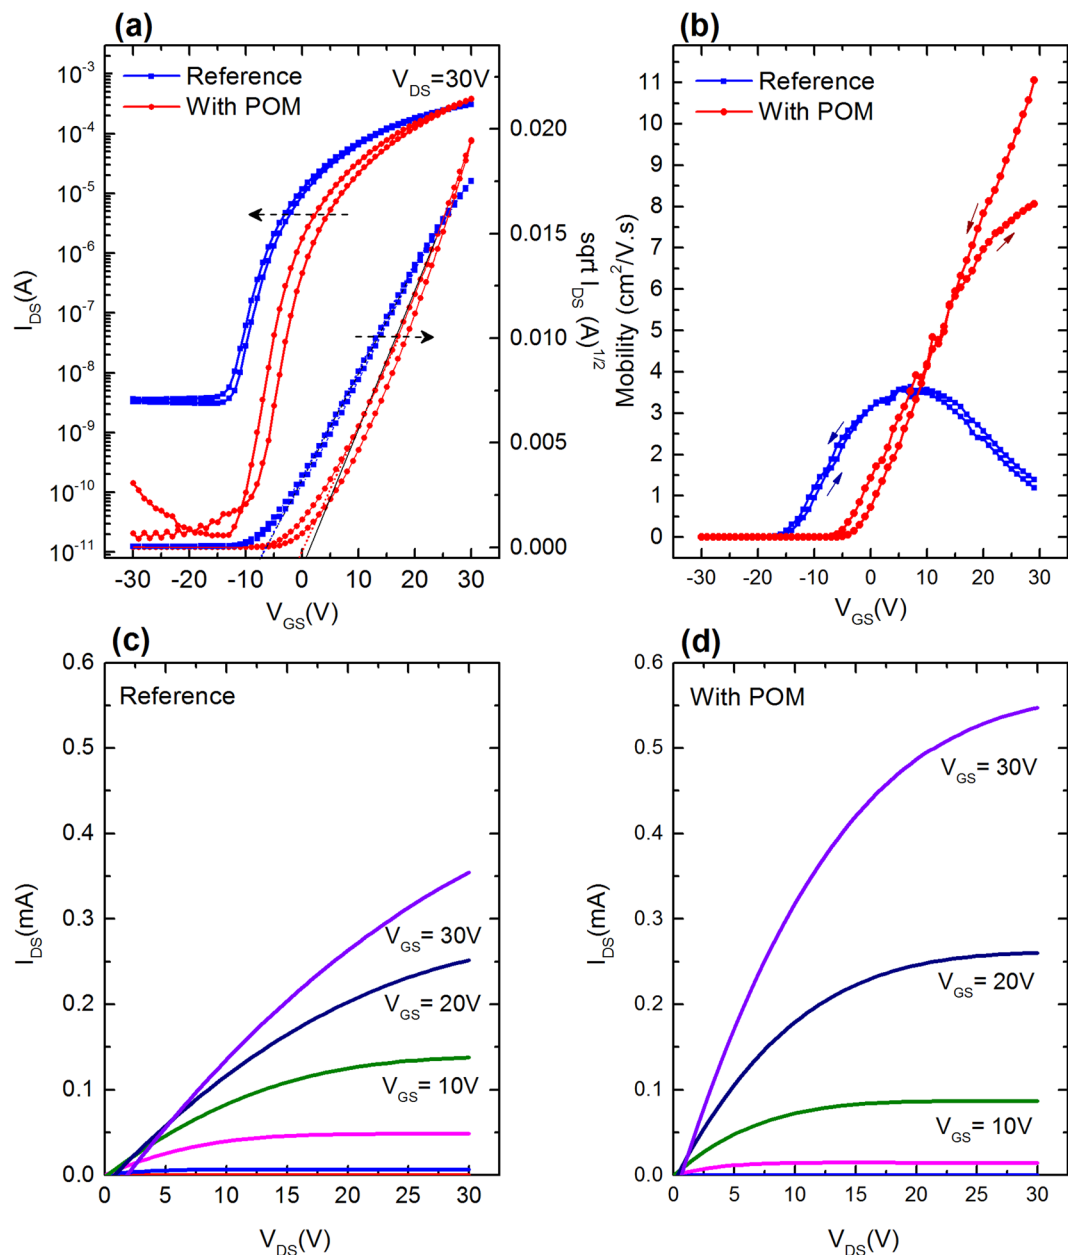 (a)
Reference
With POM
V_DS=30V
10^-3
10^-4
10^-5
10^-6
10^-7
10^-8
10^-9
10^-10
10^-11
I_DS(A)
0.020
0.015
0.010
0.005
0.000
sqrt I_DS (A)^1/2
-30 -20 -10 0 10 20 30
V_GS(V)
(b)
Reference
With POM
11
10
9
8
7
6
5
4
3
2
1
0
Mobility (cm²/V.s)
-30 -20 -10 0 10 20 30
V_GS(V)
(c)
Reference
0.6
0.5
0.4
0.3
0.2
0.1
0.0
I_DS(mA)
V_GS= 30V
V_GS= 20V
V_GS= 10V
0 5 10 15 20 25 30
V_DS(V)
(d)
With POM
0.6
0.5
0.4
0.3
0.2
0.1
0.0
I_DS(mA)
V_GS= 30V
V_GS= 20V
V_GS= 10V
0 5 10 15 20 25 30
V_DS(V)